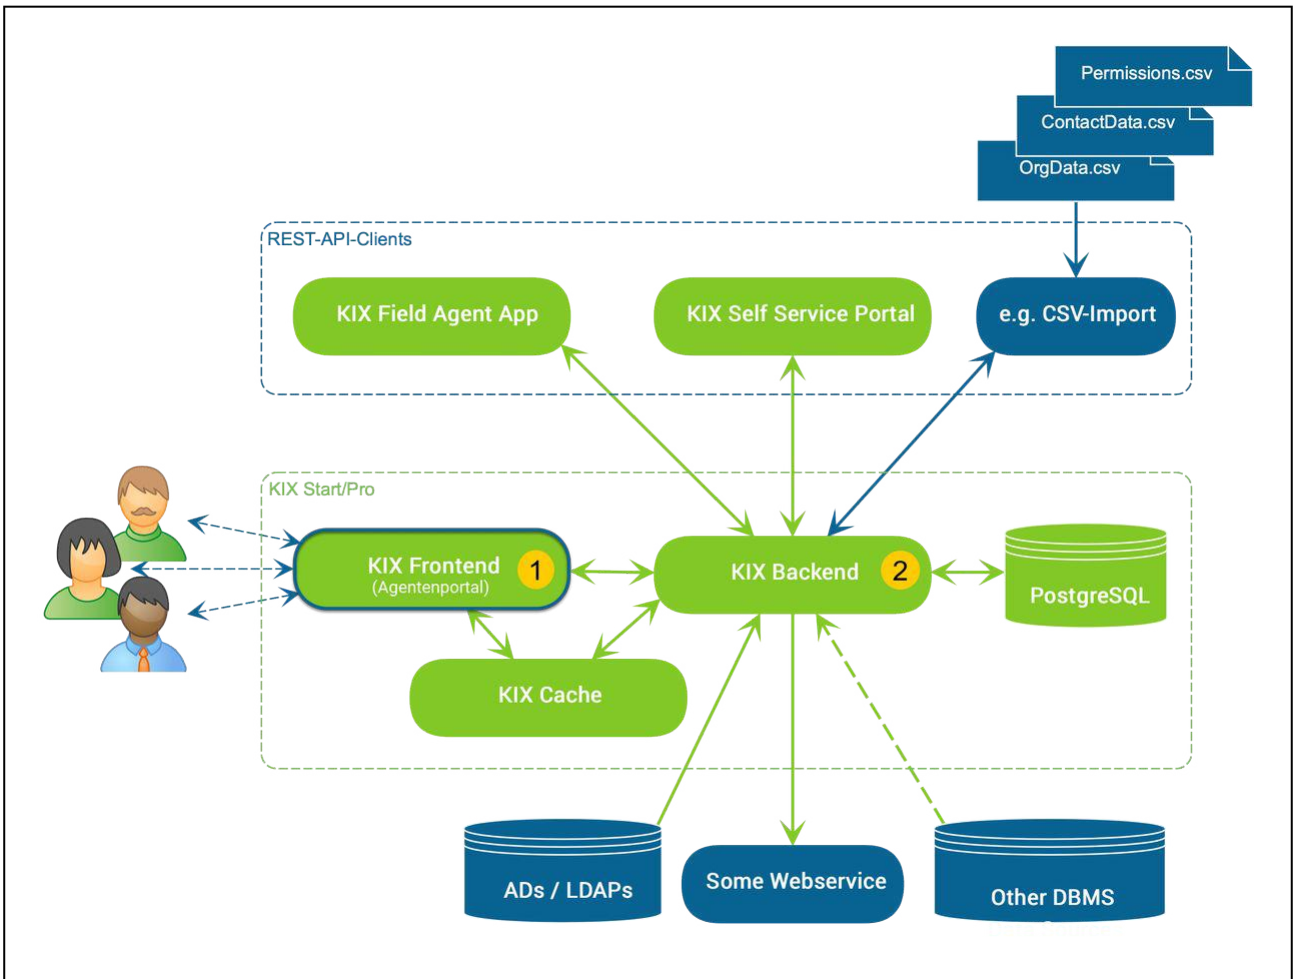 Permissions.csv
ContactData.csv
OrgData.csv
REST-API-Clients
KIX Field Agent App
KIX Self Service Portal
e.g. CSV-Import
KIX Start/Pro
KIX Frontend
(Agentenportal)
1
KIX Backend
2
PostgreSQL
KIX Cache
ADs / LDAPs
Some Webservice
Other DBMS